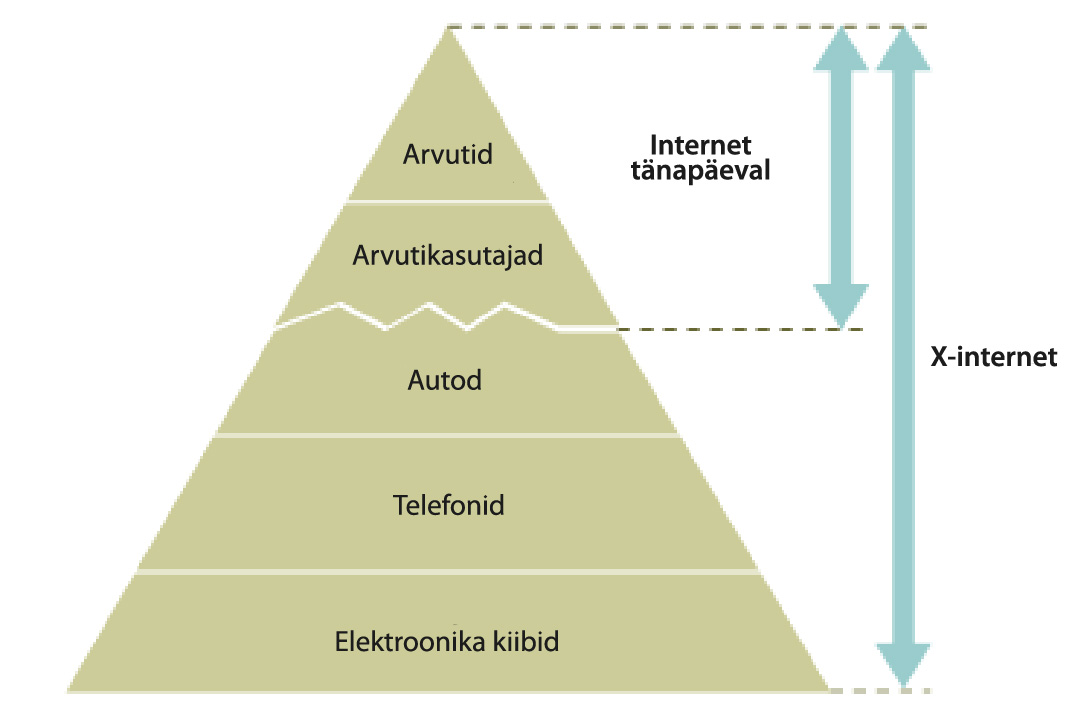 Arvutid
Internet
tänapäeval
Arvutikasutajad
X-internet
Autod
Telefonid
Elektroonika kiibid